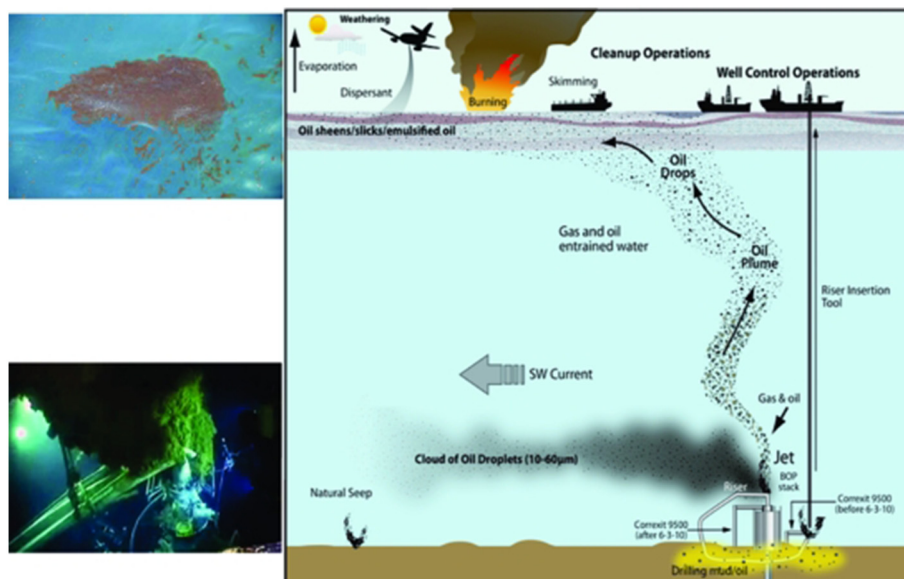 Weathering
Evaporation
Dispersant
Burning
Cleanup Operations
Skimming
Well Control Operations
Oil sheens/slicks/emulsified oil
Oil
Drops
Gas and oil
entrained water
Oil
Plume
Riser Insertion
Tool
SW Current
Gas & oil
Cloud of Oil Droplets (10-60µm)
Jet
BOP
stack
Natural Seep
Riser
Correxit 9500
(before 6-3-10)
Correxit 9500
(after 6-3-10)
Drilling mud/oil